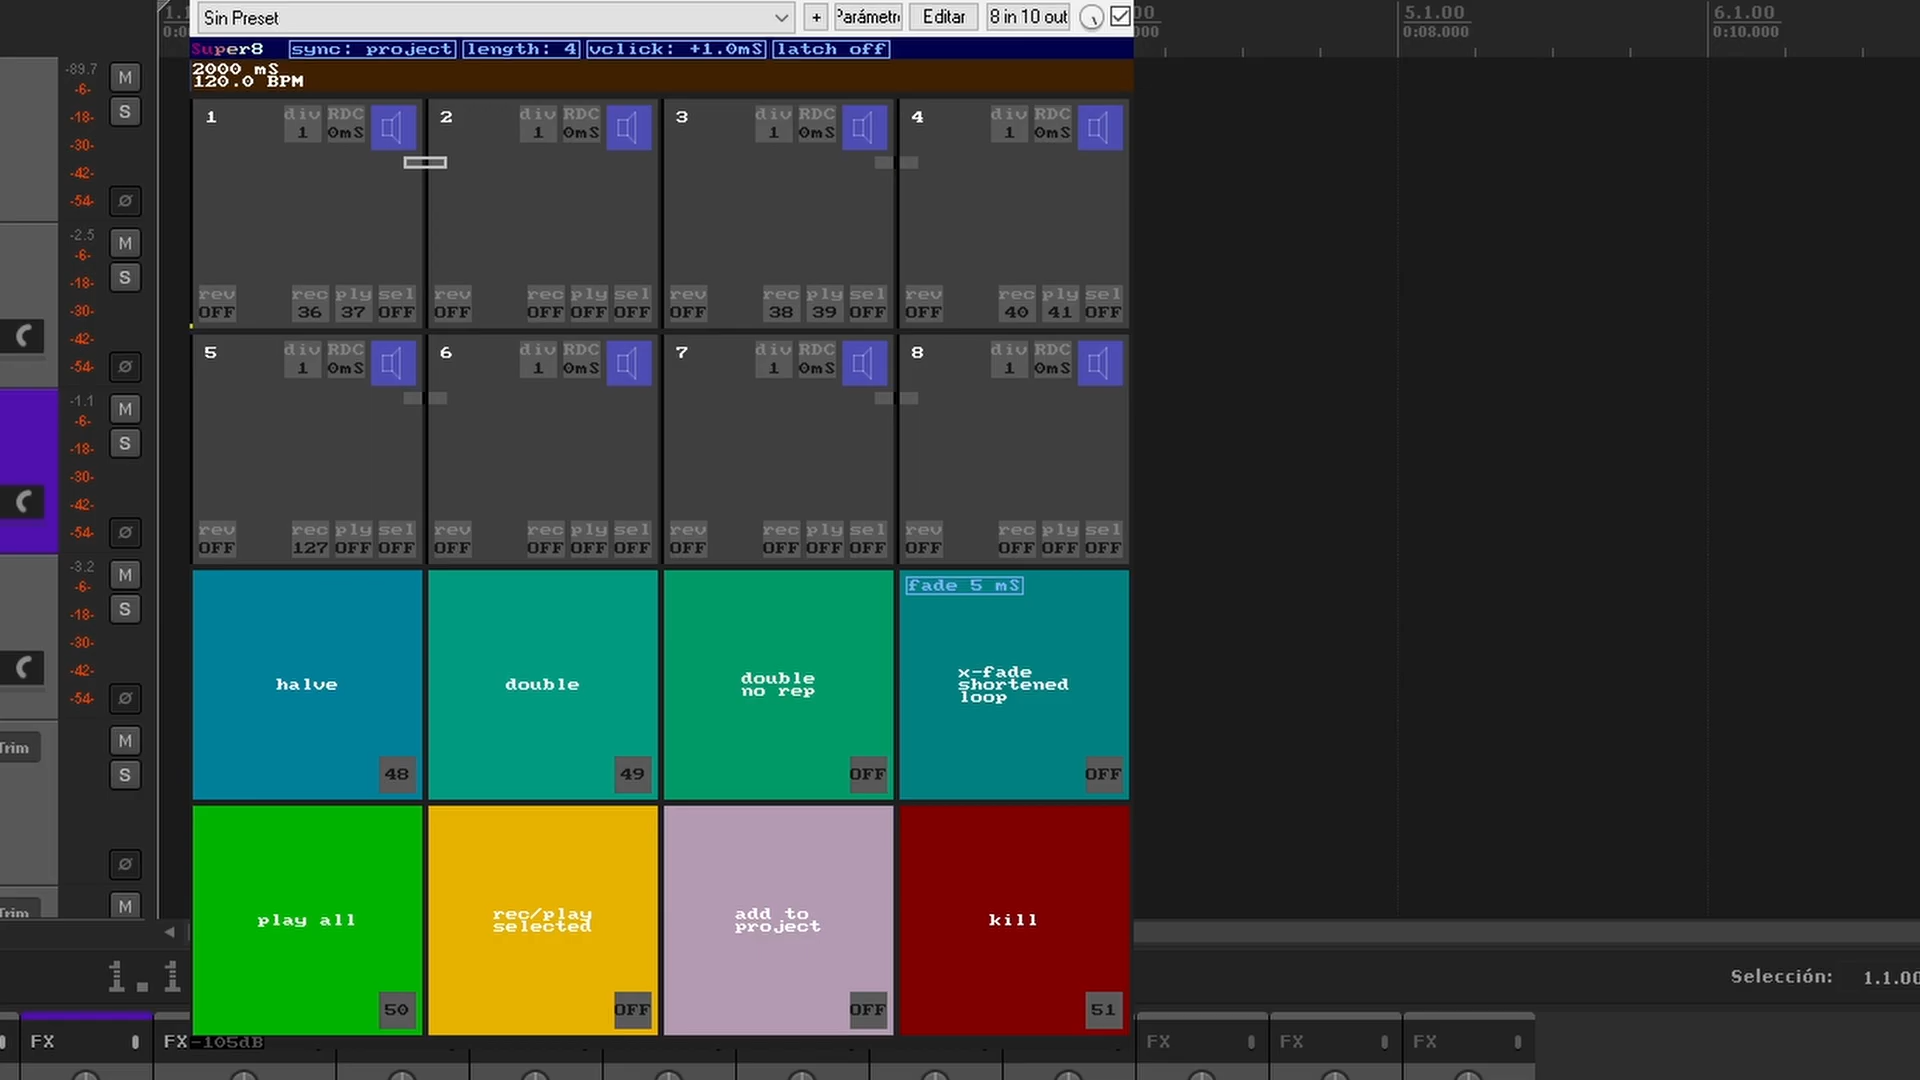 Sin Preset + Parámetr Editar 8 in 10 out
Super8 sync: project length: 4 vclick: +1.0mS latch off
2000 mS
120.0 BPM
5.1.00 6.1.00
0:08.000 0:10.000
1 div RDC 2 div RDC 3 div RDC 4 div RDC
1 0mS 1 0mS 1 0mS 1 0mS
rev rec ply sel rev rec ply sel rev rec ply sel rev rec ply sel
OFF 36 37 OFF OFF OFF OFF OFF OFF 38 39 OFF OFF 40 41 OFF
5 div RDC 6 div RDC 7 div RDC 8 div RDC
1 0mS 1 0mS 1 0mS 1 0mS
rev rec ply sel rev rec ply sel rev rec ply sel rev rec ply sel
OFF 127 OFF OFF OFF OFF OFF OFF OFF OFF OFF OFF OFF OFF OFF OFF
fade 5 mS
halve
double
double
no rep
x-fade
shortened
loop
48 49 OFF OFF
play all
rec/play
selected
add to
project
kill
50 OFF OFF 51
-89.7 M
-6-
-18- S
-30-
-42-
-54- Ø
-2.5 M
-6-
-18- S
-30-
-42-
-54- Ø
-1.1 M
-6-
-18- S
-30-
-42-
-54- Ø
-3.2 M
-6-
-18- S
-30-
-42-
-54- Ø
Trim M
S
Ø
Trim M
1.1
Selección: 1.1.00
FX FX -105dB FX FX FX